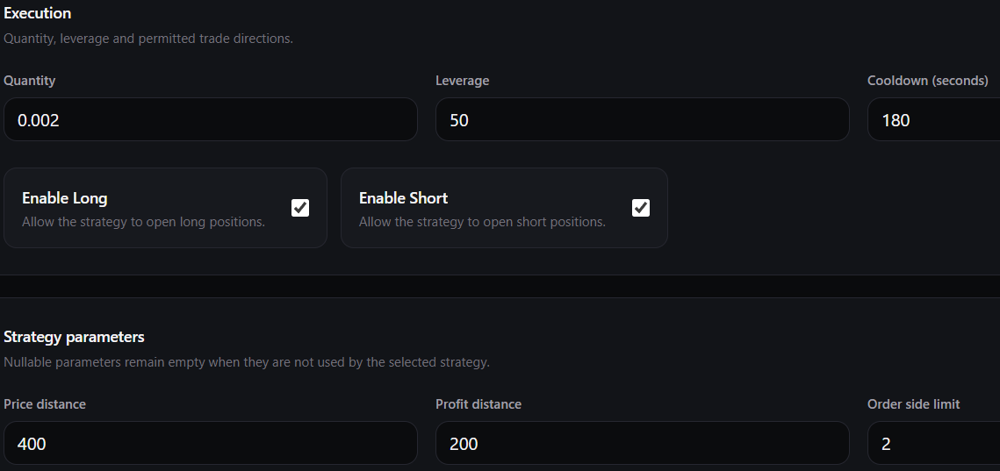 Execution
Quantity, leverage and permitted trade directions.
Quantity Leverage Cooldown (seconds)
0.002 50 180
Enable Long Enable Short
Allow the strategy to open long positions. Allow the strategy to open short positions.
Strategy parameters
Nullable parameters remain empty when they are not used by the selected strategy.
Price distance Profit distance Order side limit
400 200 2